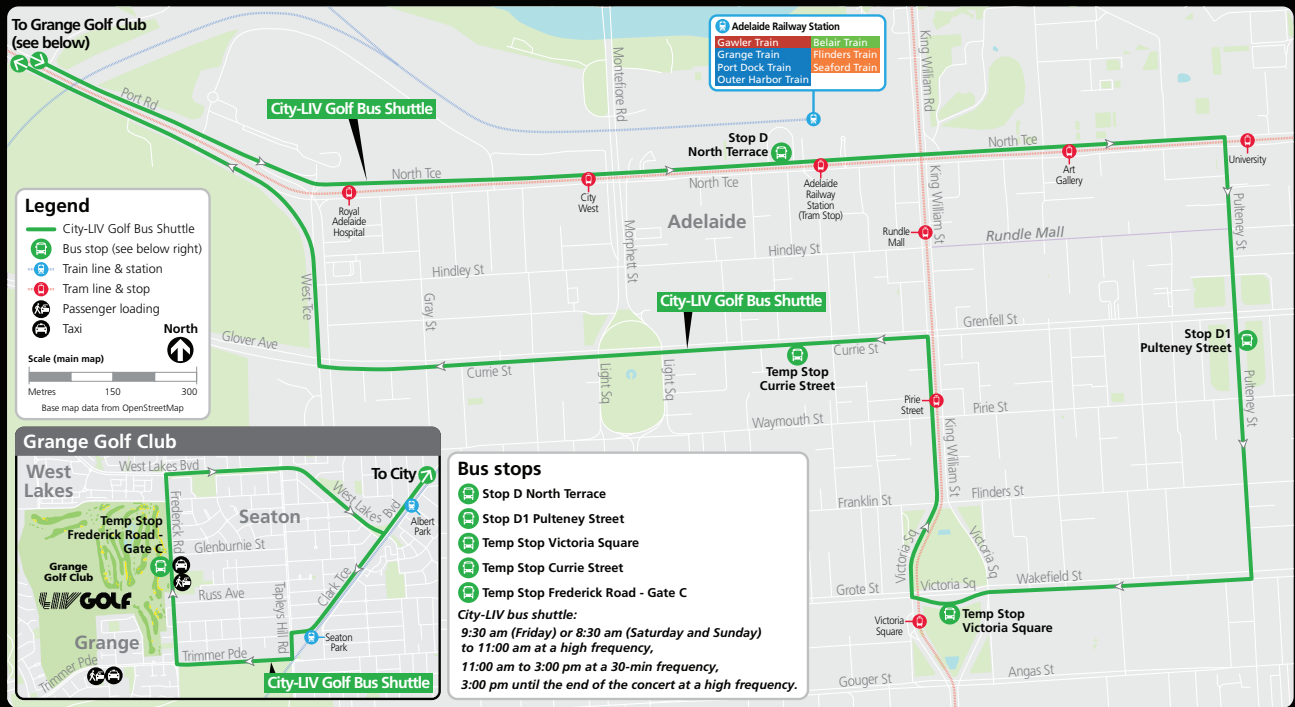 To Grange Golf Club
(see below)
Port Rd
City-LIV Golf Bus Shuttle
Montefiore Rd
Adelaide Railway Station
Gawler Train
Belair Train
Grange Train
Flinders Train
Port Dock Train
Seaford Train
Outer Harbor Train
King William Rd
Stop D
North Terrace
North Tce
North Tce
North Tce
University
Art
Gallery
Adelaide
Railway
Station
(Tram Stop)
City
West
Royal
Adelaide
Hospital
Adelaide
King William St
Rundle
Mall
Rundle Mall
Pulteney St
Morphett St
Hindley St
Hindley St
West Tce
Gray St
Glover Ave
City-LIV Golf Bus Shuttle
Grenfell St
Stop D1
Pulteney Street
Currie St
Currie St
Temp Stop
Currie Street
Light Sq
Light Sq
Waymouth St
Pirie
Street
Pirie St
Pulteney St
King William St
Franklin St
Flinders St
Victoria Sq
Victoria Sq
Victoria Sq
Grote St
Wakefield St
Temp Stop
Victoria Square
Victoria
Square
Gouger St
Angas St
Legend
City-LIV Golf Bus Shuttle
Bus stop (see below right)
Train line & station
Tram line & stop
Passenger loading
Taxi
North
Scale (main map)
Metres
150
300
Base map data from OpenStreetMap
Grange Golf Club
West
Lakes
West Lakes Blvd
To City
West Lakes Blvd
Albert
Park
Frederick Rd
Seaton
Temp Stop
Frederick Road -
Gate C
Glenburnie St
Grange
Golf Club
LIV GOLF
Russ Ave
Clark Tce
Tapleys Hill Rd
Seaton
Park
Grange
Trimmer Pde
Trimmer Pde
City-LIV Golf Bus Shuttle
Bus stops
Stop D North Terrace
Stop D1 Pulteney Street
Temp Stop Victoria Square
Temp Stop Currie Street
Temp Stop Frederick Road - Gate C
City-LIV bus shuttle:
9:30 am (Friday) or 8:30 am (Saturday and Sunday)
to 11:00 am at a high frequency,
11:00 am to 3:00 pm at a 30-min frequency,
3:00 pm until the end of the concert at a high frequency.